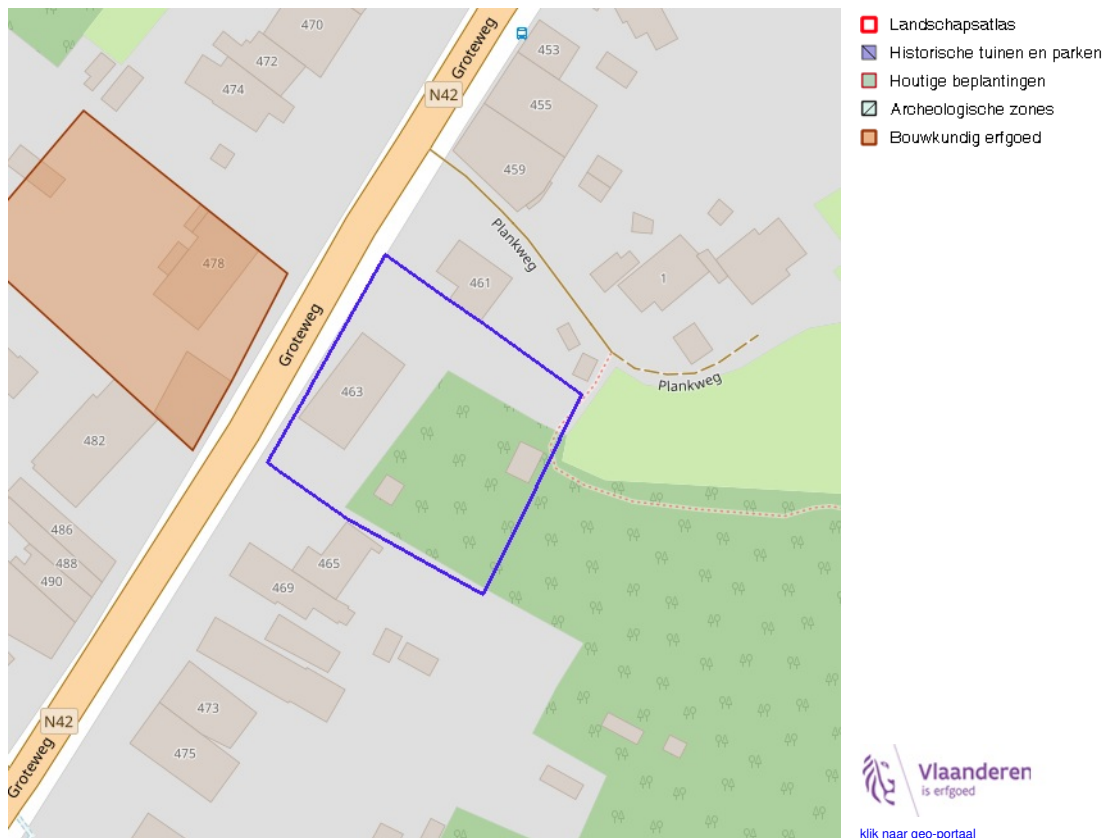 470
472
474
Groteweg
N42
453
455
459
Plankweg
461
1
478
Groteweg
463
Plankweg
482
486
488
490
465
469
473
475
N42
Groteweg
Landschapsatlas
Historische tuinen en parken
Houtige beplantingen
Archeologische zones
Bouwkundig erfgoed
Vlaanderen
is erfgoed
klik naar geo-portaal